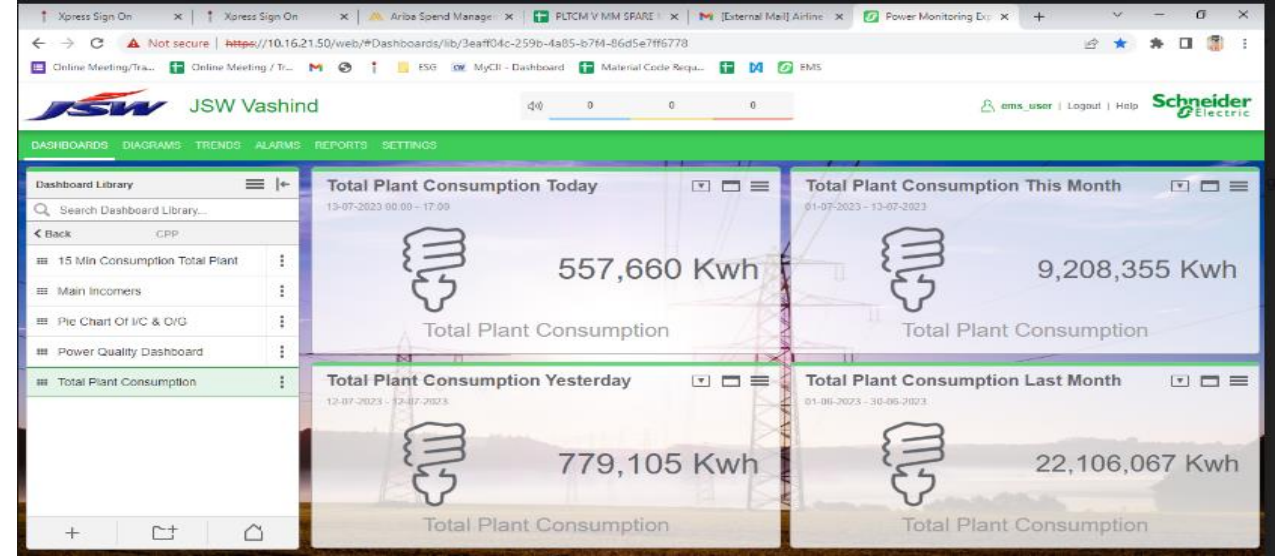 Xpress Sign On
Xpress Sign On
Ariba Spend Manage
PLTCM V MM SPARE
[External Mail] Airline
Power Monitoring Exp
Not secure | https://10.16.21.50/web/#Dashboards/lib/3eaff04c-259b-4a85-b7f4-86d5e7ff6778
Online Meeting/Tra...
Online Meeting / Tr...
ESG
MyCII - Dashboard
Material Code Requ...
EMS
JSW
JSW Vashind
0 0 0
ems_user | Logout | Help
Schneider
Electric
DASHBOARDS DIAGRAMS TRENDS ALARMS REPORTS SETTINGS
Dashboard Library
Search Dashboard Library...
Back
CPP
15 Min Consumption Total Plant
Main Incomers
Pie Chart Of I/C & O/G
Power Quality Dashboard
Total Plant Consumption
Total Plant Consumption Today
13-07-2023 00:00 - 17:00
557,660 Kwh
Total Plant Consumption
Total Plant Consumption This Month
01-07-2023 - 13-07-2023
9,208,355 Kwh
Total Plant Consumption
Total Plant Consumption Yesterday
12-07-2023 - 12-07-2023
779,105 Kwh
Total Plant Consumption
Total Plant Consumption Last Month
01-06-2023 - 30-06-2023
22,106,067 Kwh
Total Plant Consumption